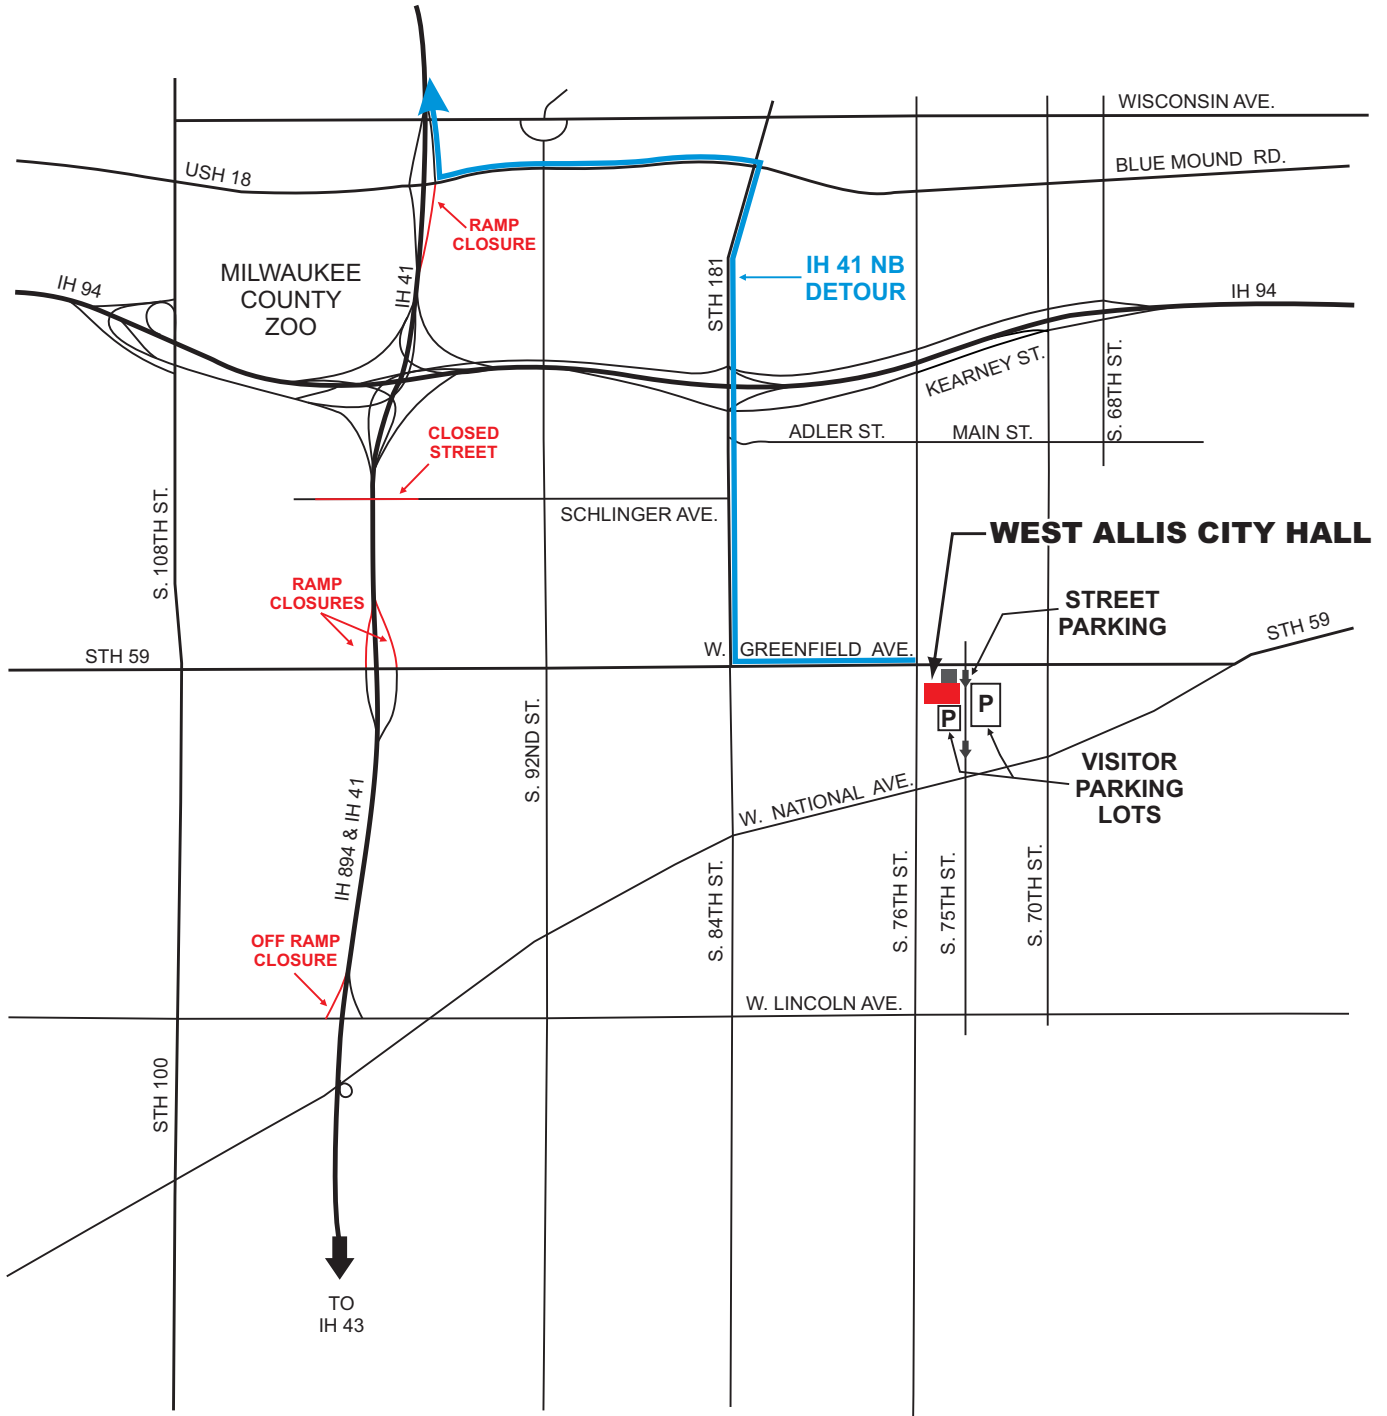 WISCONSIN AVE.
BLUE MOUND RD.
USH 18
RAMP
CLOSURE
MILWAUKEE
COUNTY
ZOO
IH 41
STH 181
IH 41 NB
DETOUR
IH 94
IH 94
KEARNEY ST.
S. 68TH ST.
CLOSED
STREET
ADLER ST.
MAIN ST.
SCHLINGER AVE.
S. 108TH ST.
WEST ALLIS CITY HALL
RAMP
CLOSURES
STREET
PARKING
STH 59
STH 59
W. GREENFIELD AVE.
P
P
S. 92ND ST.
VISITOR
PARKING
LOTS
W. NATIONAL AVE.
IH 894 & IH 41
S. 84TH ST.
S. 76TH ST.
S. 75TH ST.
S. 70TH ST.
OFF RAMP
CLOSURE
W. LINCOLN AVE.
STH 100
TO
IH 43